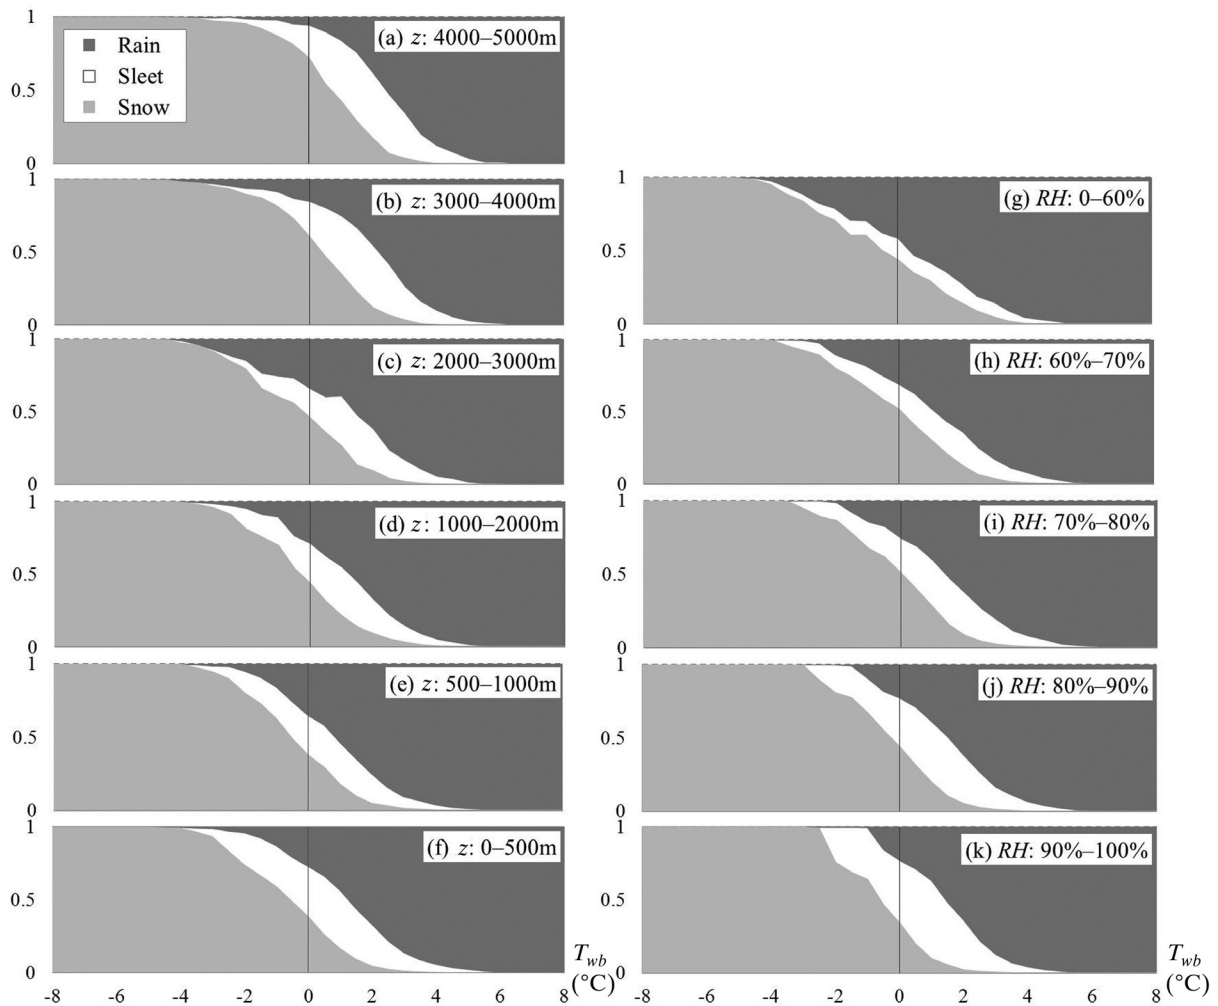 1
0.5
0
Rain
Sleet
Snow
(a) z: 4000–5000m
1
0.5
0
(b) z: 3000–4000m
1
0.5
0
(c) z: 2000–3000m
1
0.5
0
(d) z: 1000–2000m
1
0.5
0
(e) z: 500–1000m
1
0.5
0
(f) z: 0–500m
-8 -6 -4 -2 0 2 4 6 8
Twb
(°C)
1
0.5
0
(g) RH: 0–60%
1
0.5
0
(h) RH: 60%–70%
1
0.5
0
(i) RH: 70%–80%
1
0.5
0
(j) RH: 80%–90%
1
0.5
0
(k) RH: 90%–100%
-8 -6 -4 -2 0 2 4 6 8
Twb
(°C)